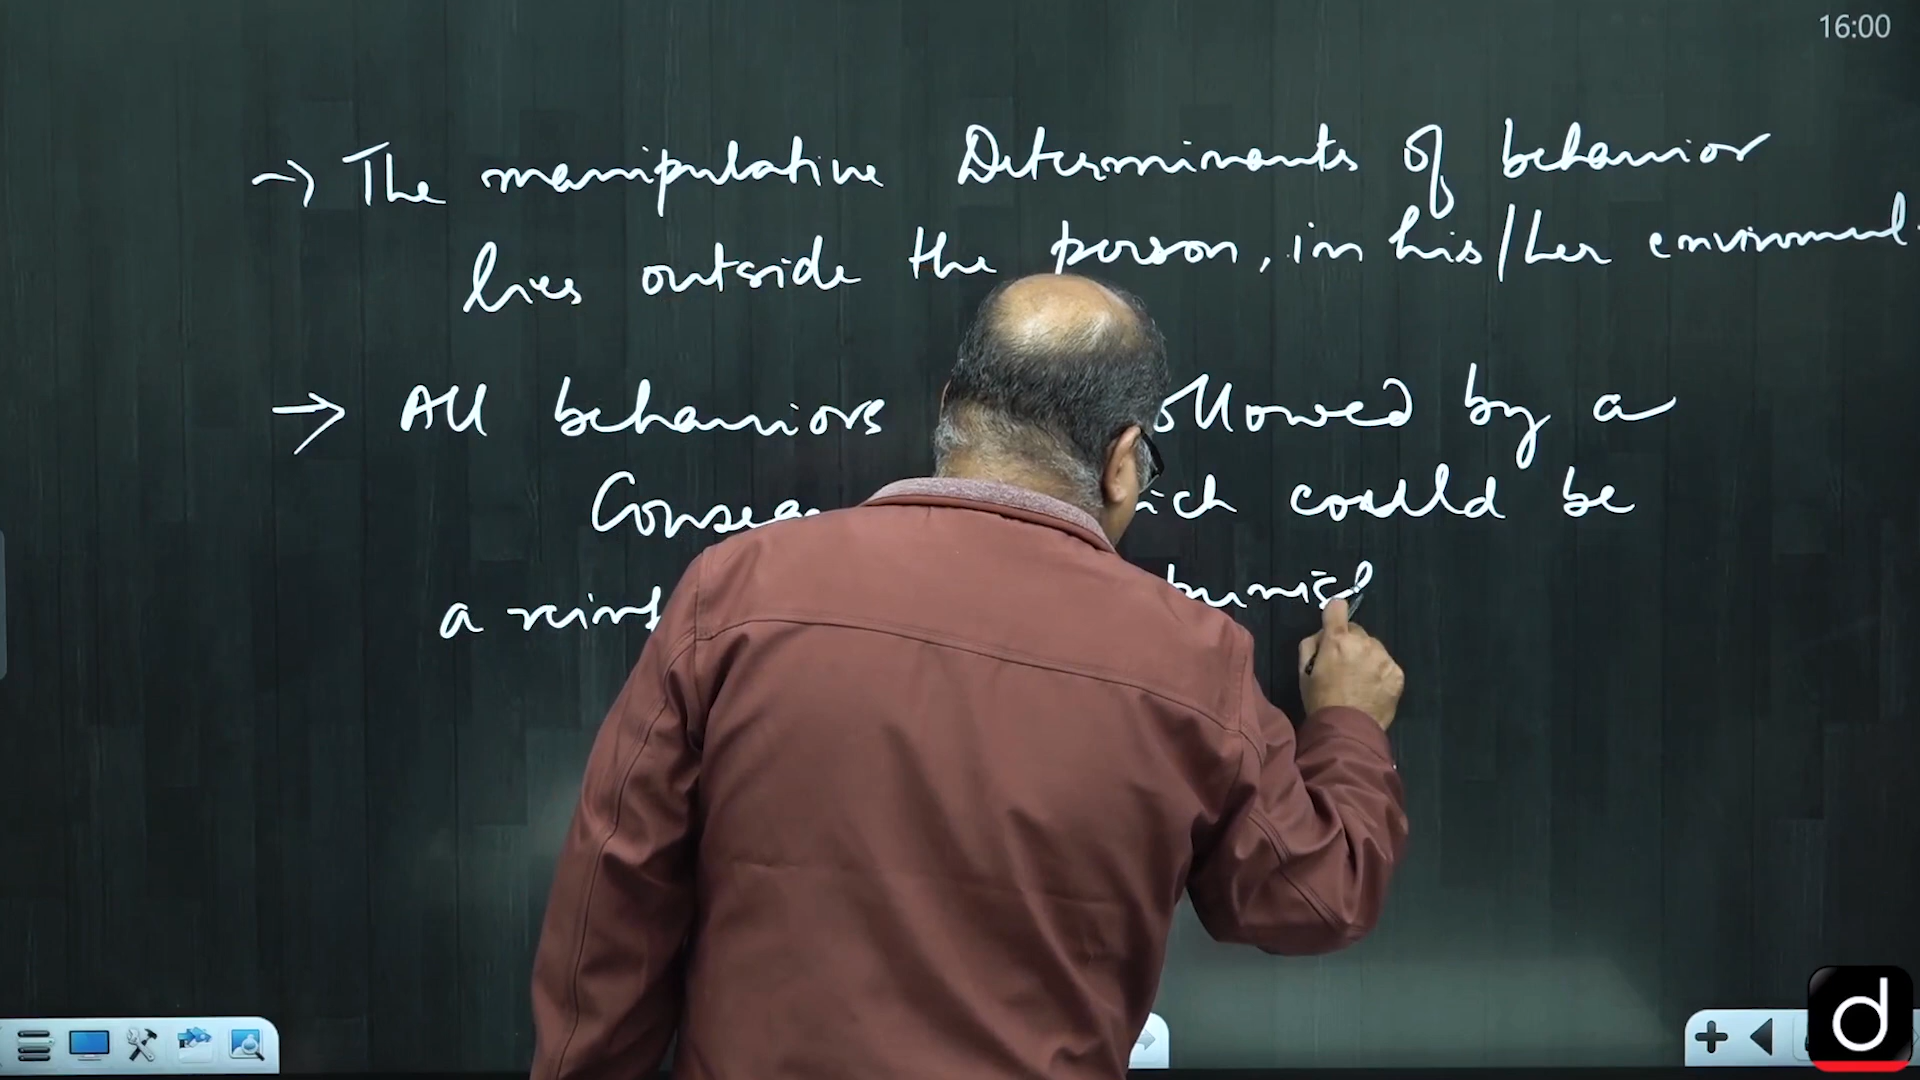 16:00
→ The manipulative Determinants of behavior
lies outside the person, in his/her environment.
→ All behaviors ollowed by a
Conseq ich could be
a reinf punish
d